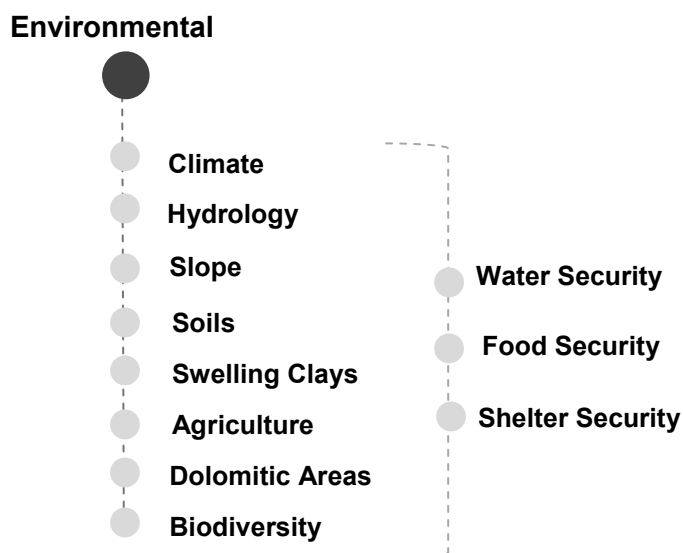 Environmental
Climate
Hydrology
Slope
Soils
Swelling Clays
Agriculture
Dolomitic Areas
Biodiversity
Water Security
Food Security
Shelter Security